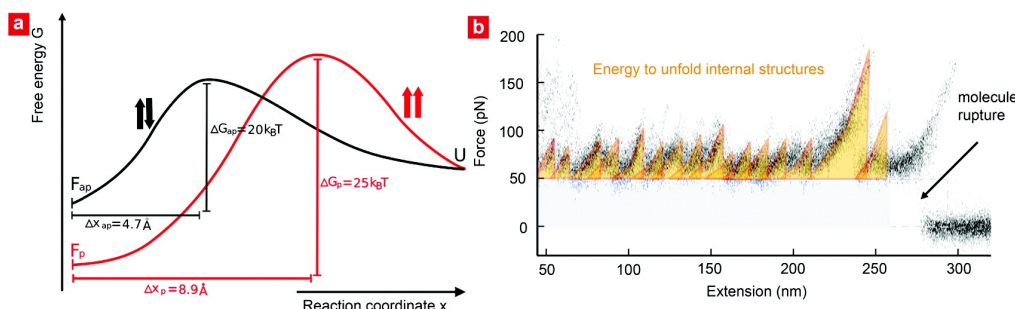 a
Free energy G
F_ap
F_p
ΔG_ap=20k_BT
ΔG_p=25k_BT
U
Δx_ap=4.7Å
Δx_p=8.9Å
Reaction coordinate x
b
Energy to unfold internal structures
molecule
rupture
Force (pN)
200
150
100
50
0
50
100
150
200
250
300
Extension (nm)